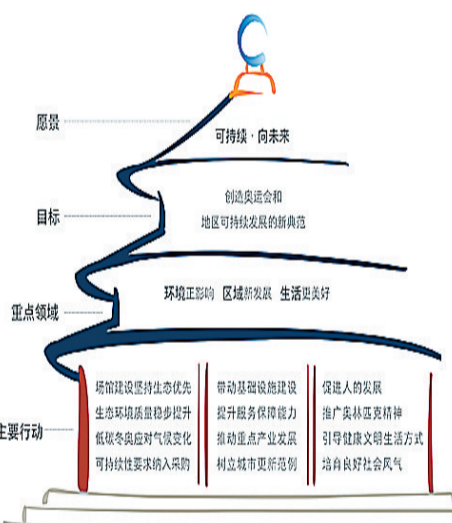 愿景
可持续·向未来
目标
创造奥运会和
地区可持续发展的新典范
重点领域
环境正影响 区域新发展 生活更美好
主要行动
场馆建设坚持生态优先
生态环境质量稳步提升
低碳冬奥应对气候变化
可持续性要求纳入采购
带动基础设施建设
提升服务保障能力
推动重点产业发展
树立城市更新范例
促进人的发展
推广奥林匹克精神
引导健康文明生活方式
培育良好社会风气